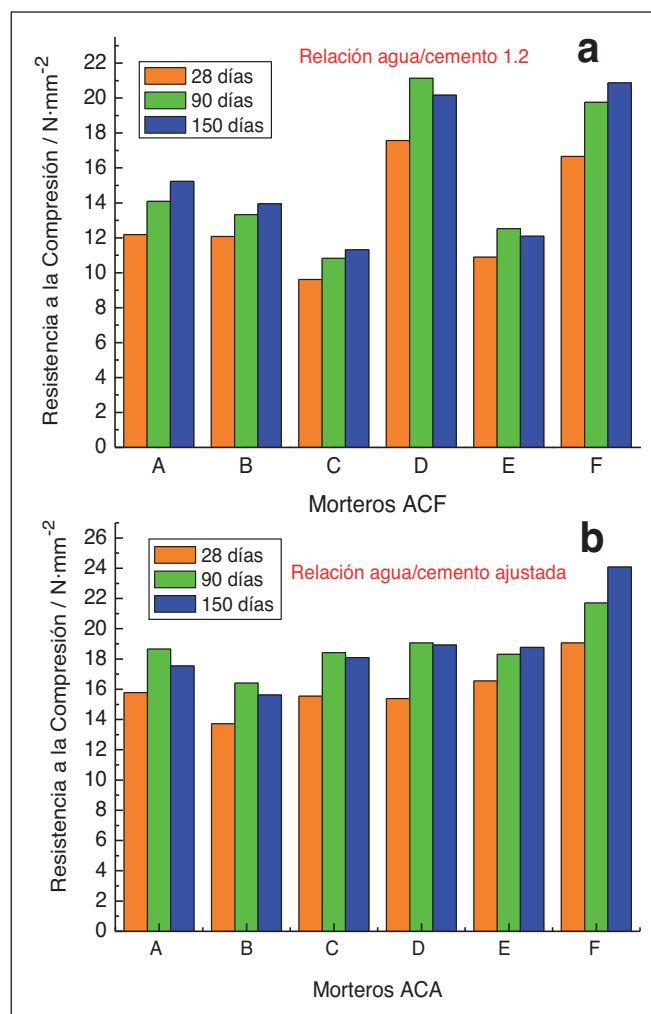 a
Relación agua/cemento 1.2
28 días
90 días
150 días
Resistencia a la Compresión / N·mm-2
22
20
18
16
14
12
10
8
6
4
2
0
A B C D E F
Morteros ACF
b
Relación agua/cemento ajustada
28 días
90 días
150 días
Resistencia a la Compresión / N·mm-2
26
24
22
20
18
16
14
12
10
8
6
4
2
0
A B C D E F
Morteros ACA